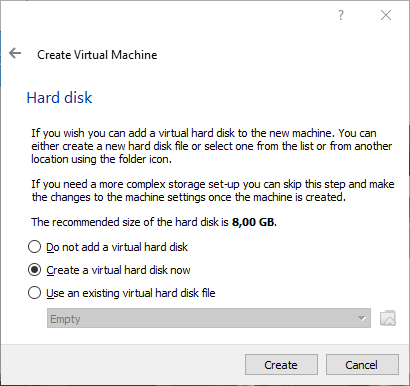 ?
Create Virtual Machine
Hard disk
If you wish you can add a virtual hard disk to the new machine. You can
either create a new hard disk file or select one from the list or from another
location using the folder icon.
If you need a more complex storage set-up you can skip this step and make
the changes to the machine settings once the machine is created.
The recommended size of the hard disk is 8,00 GB.
Do not add a virtual hard disk
Create a virtual hard disk now
Use an existing virtual hard disk file
Empty
Create Cancel